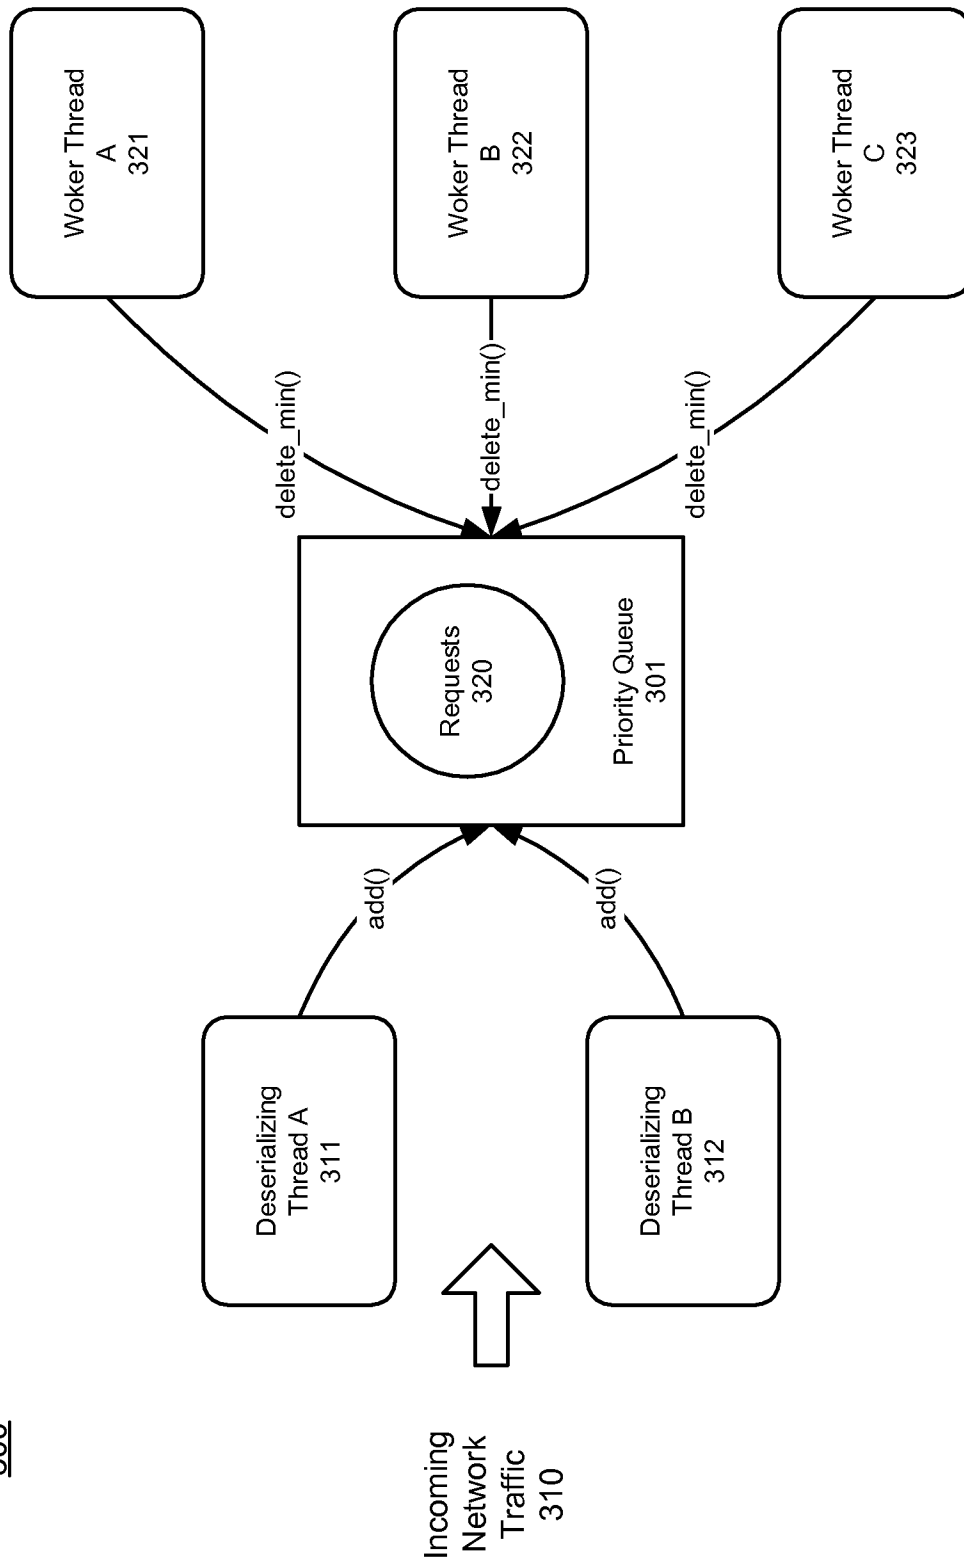 Incoming
Network
Traffic
310
Deserializing
Thread A
311
Deserializing
Thread B
312
add()
add()
Requests
320
Priority Queue
301
delete_min()
delete_min()
delete_min()
Woker Thread
A
321
Woker Thread
B
322
Woker Thread
C
323